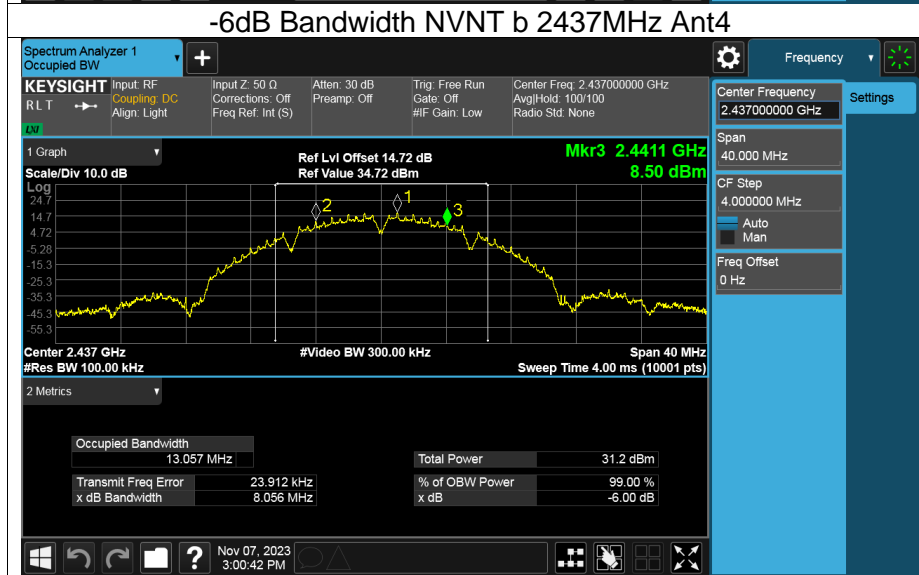 -6dB Bandwidth NVNT b 2437MHz Ant4
Spectrum Analyzer 1
Occupied BW
+
Frequency
KEYSIGHT
RLT
LXI
Input: RF
Coupling: DC
Align: Light
Input Z: 50 Ω
Corrections: Off
Freq Ref: Int (S)
Atten: 30 dB
Preamp: Off
Trig: Free Run
Gate: Off
#IF Gain: Low
Center Freq: 2.437000000 GHz
Avg|Hold: 100/100
Radio Std: None
Center Frequency
2.437000000 GHz
Settings
Span
40.000 MHz
CF Step
4.000000 MHz
Auto
Man
Freq Offset
0 Hz
1 Graph
Ref Lvl Offset 14.72 dB
Mkr3 2.4411 GHz
Scale/Div 10.0 dB
Ref Value 34.72 dBm
8.50 dBm
Log
24.7
14.7
4.72
-5.28
-15.3
-25.3
-35.3
-45.3
-55.3
2
1
3
Center 2.437 GHz
#Video BW 300.00 kHz
Span 40 MHz
#Res BW 100.00 kHz
Sweep Time 4.00 ms (10001 pts)
2 Metrics
Occupied Bandwidth
13.057 MHz
Total Power 31.2 dBm
Transmit Freq Error 23.912 kHz
% of OBW Power 99.00 %
x dB Bandwidth 8.056 MHz
x dB -6.00 dB
?
Nov 07, 2023
3:00:42 PM